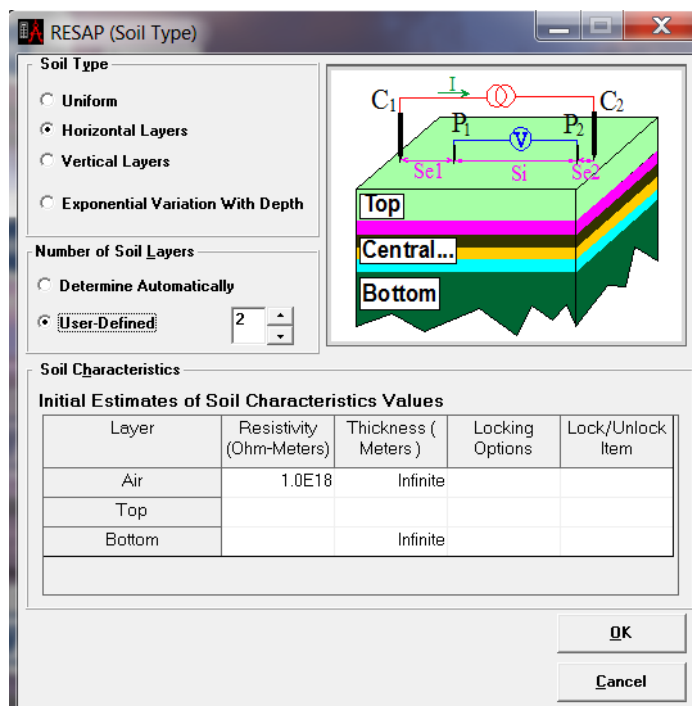 RESAP (Soil Type)
Soil Type
Uniform
Horizontal Layers
Vertical Layers
Exponential Variation With Depth
I
C1
C2
P1
P2
V
Se1
Si
Se2
Top
Central...
Bottom
Number of Soil Layers
Determine Automatically
User-Defined
2
Soil Characteristics
Initial Estimates of Soil Characteristics Values
Layer Resistivity (Ohm-Meters) Thickness ( Meters ) Locking Options Lock/Unlock Item
Air 1.0E18 Infinite
Top
Bottom Infinite
OK
Cancel